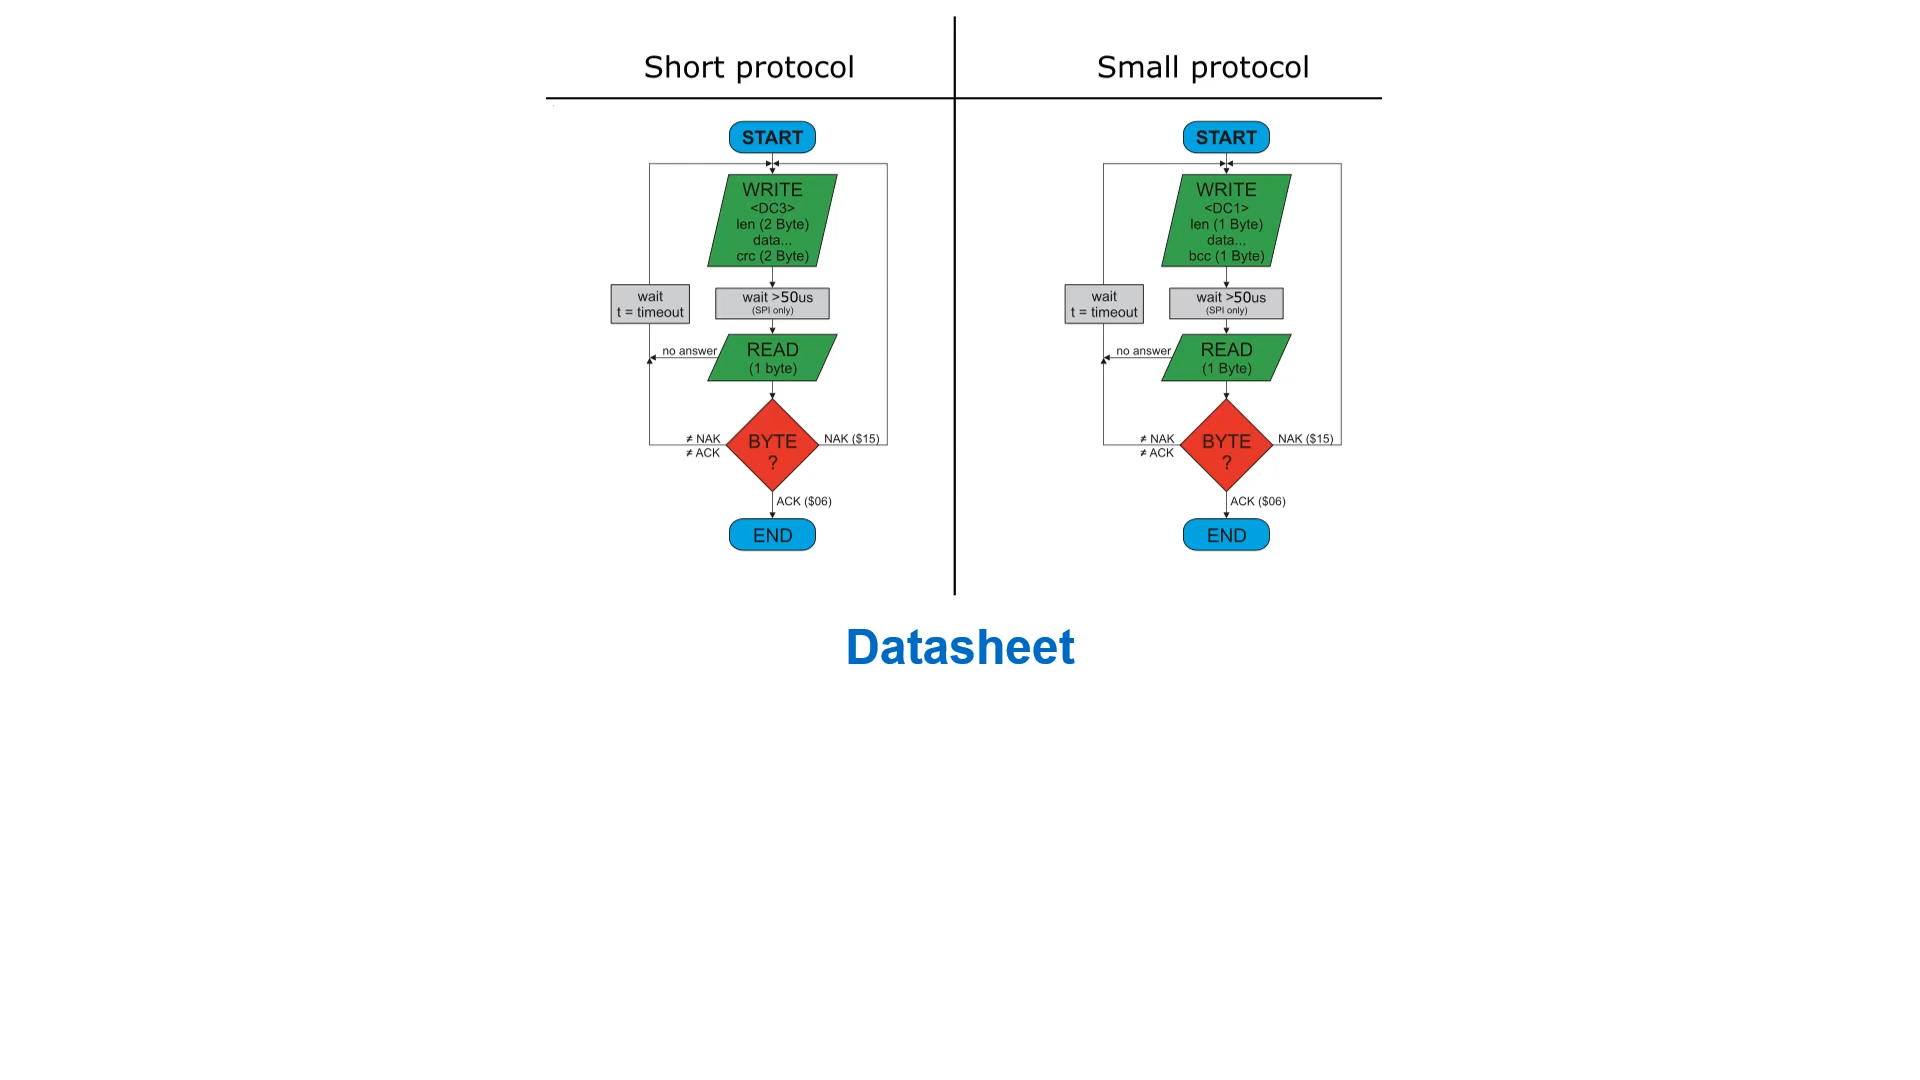 Short protocol
START
WRITE
<DC3>
len (2 Byte)
data...
crc (2 Byte)
wait
t = timeout
wait >50us
(SPI only)
no answer
READ
(1 byte)
≠ NAK
≠ ACK
BYTE
?
NAK ($15)
ACK ($06)
END
Small protocol
START
WRITE
<DC1>
len (1 Byte)
data...
bcc (1 Byte)
wait
t = timeout
wait >50us
(SPI only)
no answer
READ
(1 Byte)
≠ NAK
≠ ACK
BYTE
?
NAK ($15)
ACK ($06)
END
Datasheet